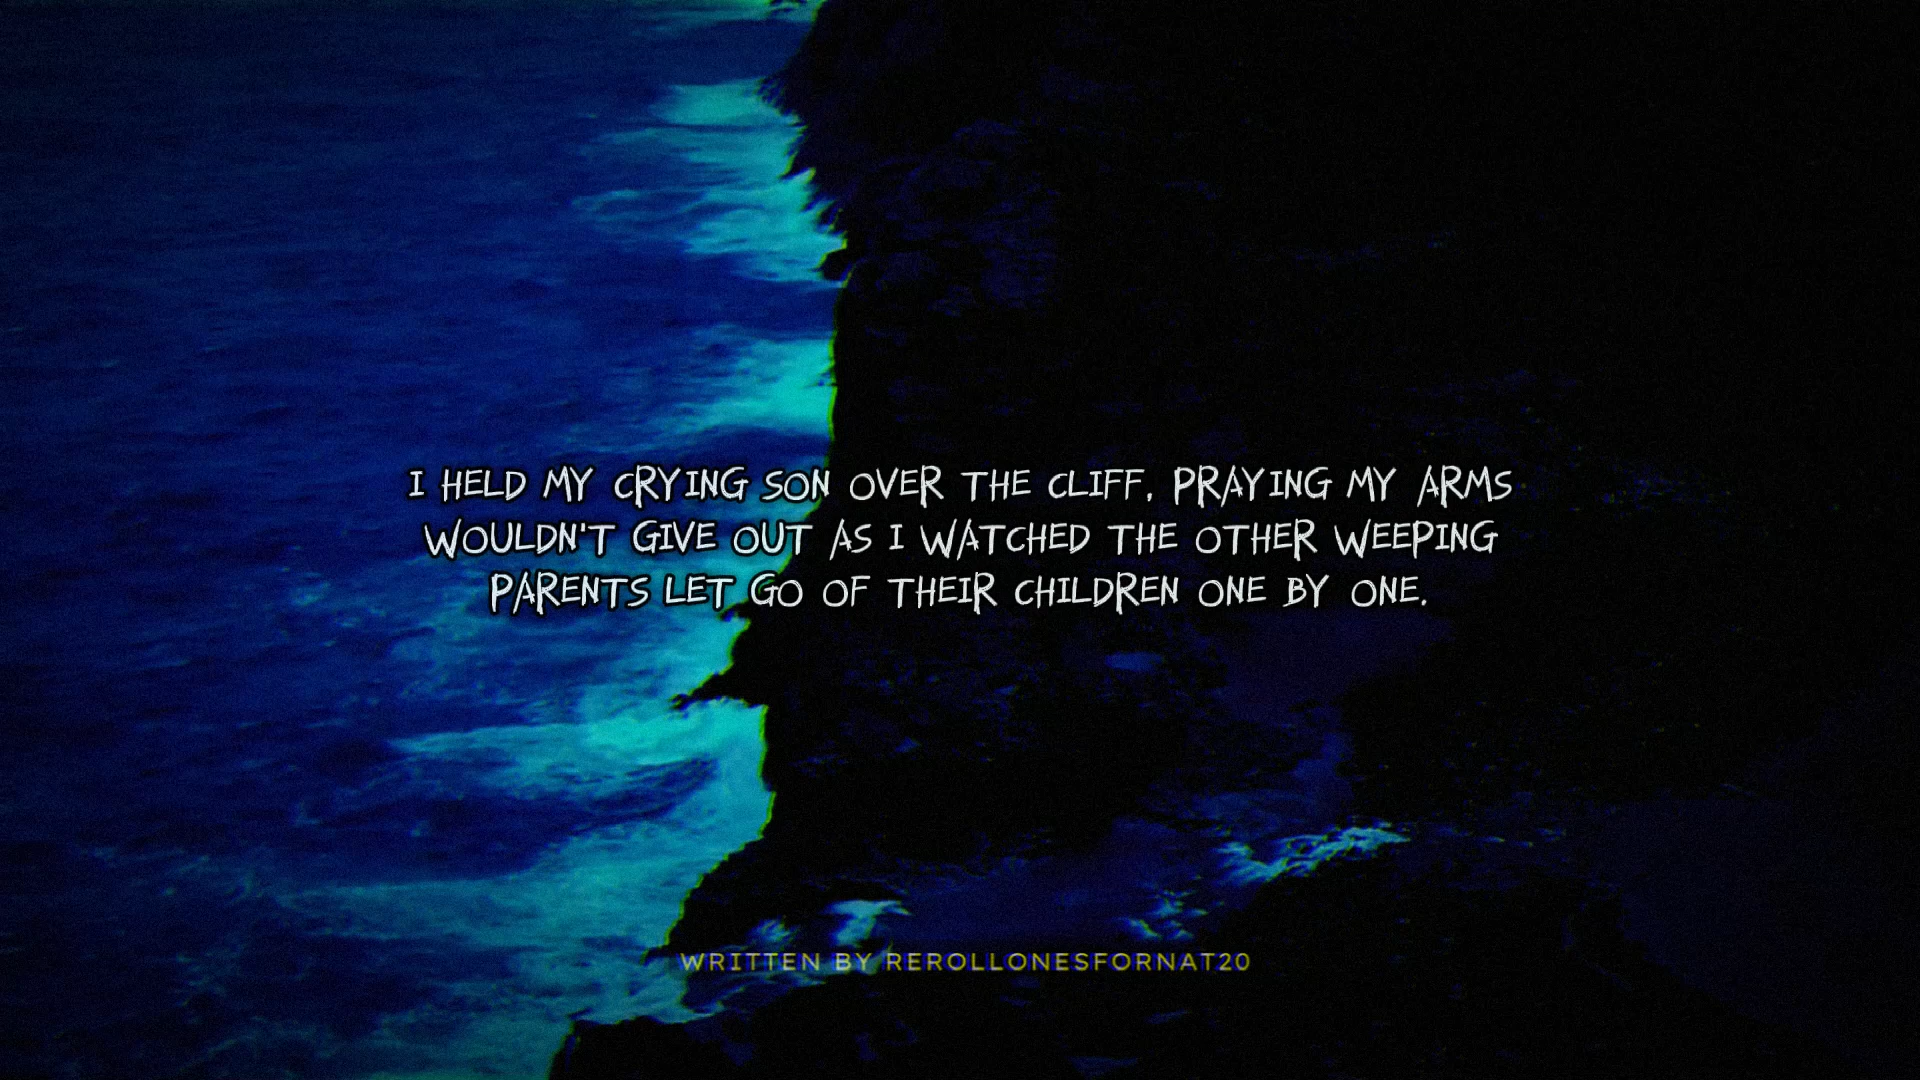 I HELD MY CRYING SON OVER THE CLIFF, PRAYING MY ARMS
WOULDN'T GIVE OUT AS I WATCHED THE OTHER WEEPING
PARENTS LET GO OF THEIR CHILDREN ONE BY ONE.
WRITTEN BY REROLLONESFORNAT20